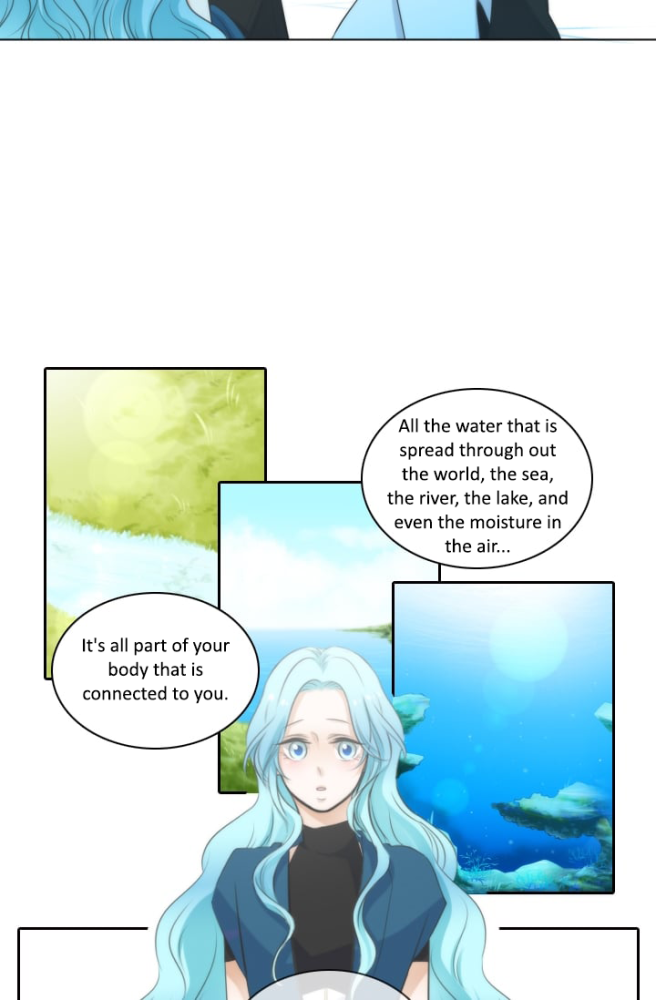 All the water that is
spread through out
the world, the sea,
the river, the lake, and
even the moisture in
the air...
It's all part of your
body that is
connected to you.